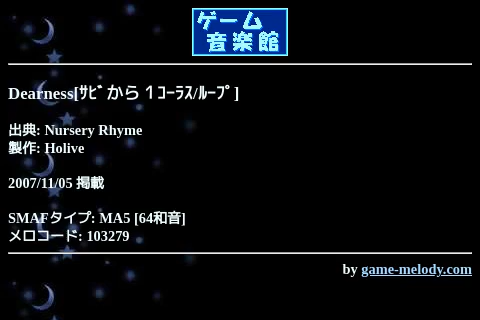 ゲーム
音楽館
Dearness[ｻﾋﾞから１ｺｰﾗｽ/ﾙｰﾌﾟ]
出典: Nursery Rhyme
製作: Holive
2007/11/05 掲載
SMAFタイプ: MA5 [64和音]
メロコード: 103279
by game-melody.com